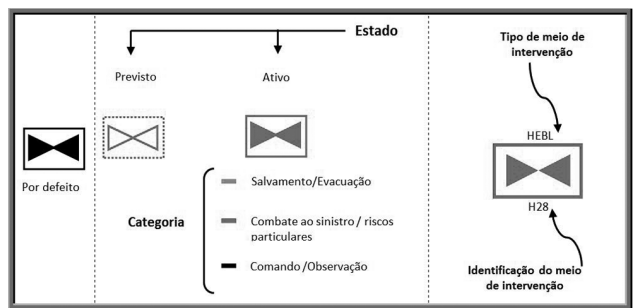 Estado
Previsto
Ativo
Por defeito
Categoria
Salvamento/Evacuação
Combate ao sinistro / riscos
particulares
Comando /Observação
Tipo de meio de
intervenção
HEBL
H28
Identificação do meio
de intervenção